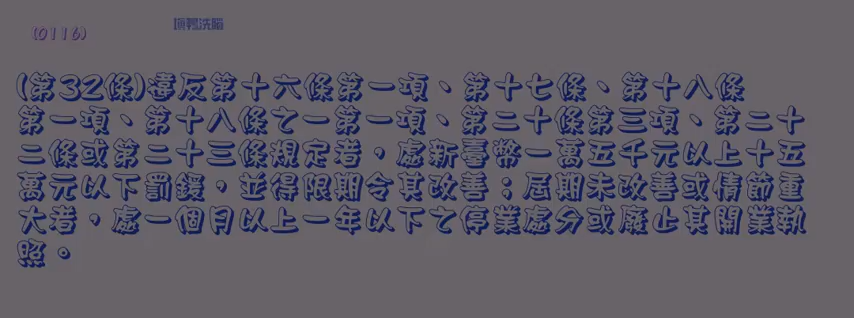 (0116)
(第32條)違反第十六條第一項、第十七條、第十八條
第一項、第十八條之一第一項、第二十條第三項、第二十
二條或第二十三條規定者，處新臺幣一萬五千元以上十五
萬元以下罰鍰，並得限期令其改善；屆期未改善或情節重
大者，處一個月以上一年以下之停業處分或廢止其開業執
照。